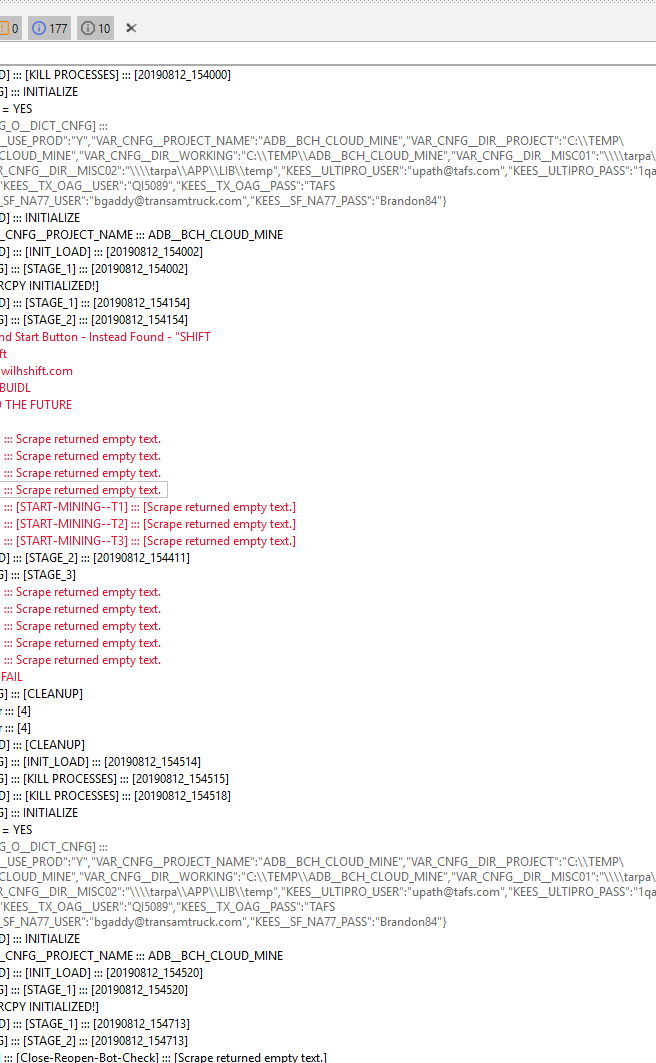 0 177 10
D] ::: [KILL PROCESSES] ::: [20190812_154000]
G] ::: INITIALIZE
= YES
G_O__DICT_CNFG] :::
_USE_PROD":"Y","VAR_CNFG__PROJECT_NAME":"ADB__BCH_CLOUD_MINE","VAR_CNFG__DIR__PROJECT":"C:\\TEMP\
CLOUD_MINE","VAR_CNFG__DIR__WORKING":"C:\\TEMP\\ADB__BCH_CLOUD_MINE","VAR_CNFG__DIR__MISC01":"\\\\tarpa\\
R_CNFG__DIR__MISC02":"\\\\tarpa\\APP\\LIB\\temp","KEES__ULTIPRO_USER":"upath@tafs.com","KEES__ULTIPRO_PASS":"1qa
"KEES__TX_OAG__USER":"QI5089","KEES__TX_OAG__PASS":"TAFS
_SF_NA77_USER":"bgaddy@transamtruck.com","KEES__SF_NA77_PASS":"Brandon84"}
D] ::: INITIALIZE
_CNFG__PROJECT_NAME ::: ADB__BCH_CLOUD_MINE
D] ::: [INIT_LOAD] ::: [20190812_154002]
G] ::: [STAGE_1] ::: [20190812_154002]
RCPY INITIALIZED!]
D] ::: [STAGE_1] ::: [20190812_154154]
G] ::: [STAGE_2] ::: [20190812_154154]
nd Start Button - Instead Found - "SHIFT
ft
wilhshift.com
BUIDL
O THE FUTURE
::: Scrape returned empty text.
::: Scrape returned empty text.
::: Scrape returned empty text.
::: Scrape returned empty text.
::: [START-MINING--T1] ::: [Scrape returned empty text.]
::: [START-MINING--T2] ::: [Scrape returned empty text.]
::: [START-MINING--T3] ::: [Scrape returned empty text.]
D] ::: [STAGE_2] ::: [20190812_154411]
G] ::: [STAGE_3]
::: Scrape returned empty text.
::: Scrape returned empty text.
::: Scrape returned empty text.
::: Scrape returned empty text.
::: Scrape returned empty text.
FAIL
G] ::: [CLEANUP]
r ::: [4]
r ::: [4]
D] ::: [CLEANUP]
G] ::: [INIT_LOAD] ::: [20190812_154514]
G] ::: [KILL PROCESSES] ::: [20190812_154515]
D] ::: [KILL PROCESSES] ::: [20190812_154518]
G] ::: INITIALIZE
= YES
G_O__DICT_CNFG] :::
_USE_PROD":"Y","VAR_CNFG__PROJECT_NAME":"ADB__BCH_CLOUD_MINE","VAR_CNFG__DIR__PROJECT":"C:\\TEMP\
CLOUD_MINE","VAR_CNFG__DIR__WORKING":"C:\\TEMP\\ADB__BCH_CLOUD_MINE","VAR_CNFG__DIR__MISC01":"\\\\tarpa\\
R_CNFG__DIR__MISC02":"\\\\tarpa\\APP\\LIB\\temp","KEES__ULTIPRO_USER":"upath@tafs.com","KEES__ULTIPRO_PASS":"1qa
"KEES__TX_OAG__USER":"QI5089","KEES__TX_OAG__PASS":"TAFS
_SF_NA77_USER":"bgaddy@transamtruck.com","KEES__SF_NA77_PASS":"Brandon84"}
D] ::: INITIALIZE
_CNFG__PROJECT_NAME ::: ADB__BCH_CLOUD_MINE
D] ::: [INIT_LOAD] ::: [20190812_154520]
G] ::: [STAGE_1] ::: [20190812_154520]
RCPY INITIALIZED!]
D] ::: [STAGE_1] ::: [20190812_154713]
G] ::: [STAGE_2] ::: [20190812_154713]
] ::: [Close-Reopen-Bot-Check] ::: [Scrape returned empty text.]